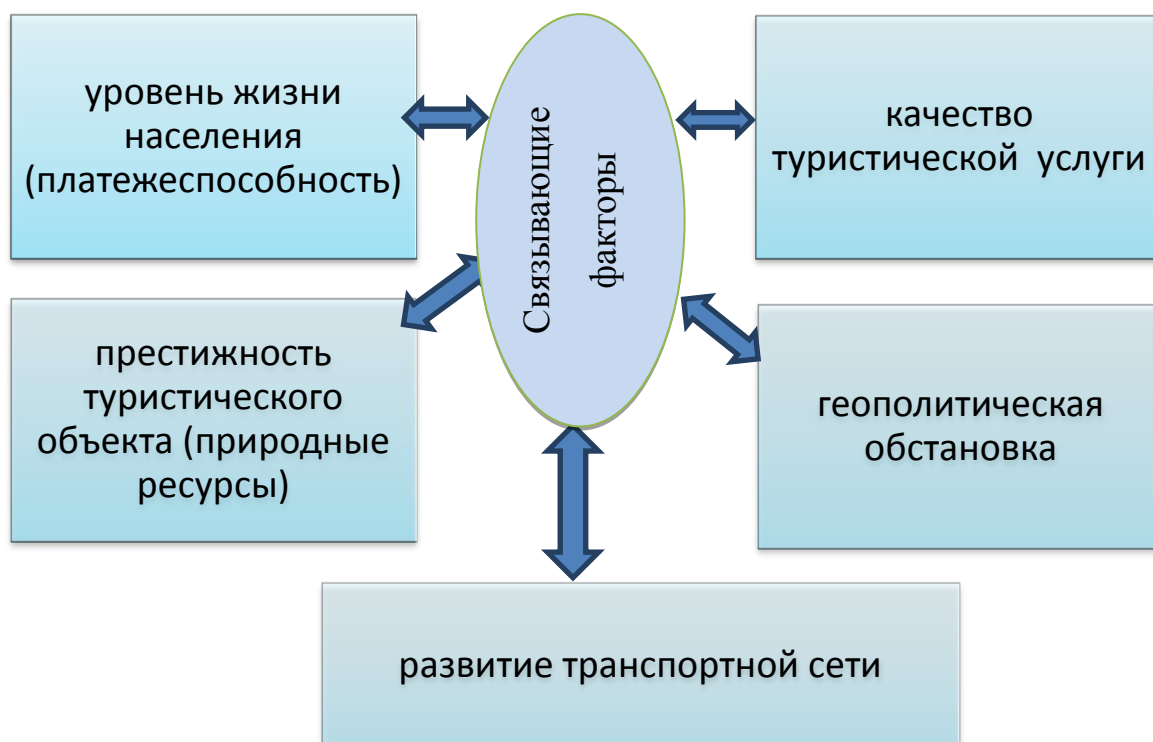 уровень жизни
населения
(платежеспособность)
Связывающие
факторы
качество
туристической услуги
престижность
туристического
объекта (природные
ресурсы)
геополитическая
обстановка
развитие транспортной сети